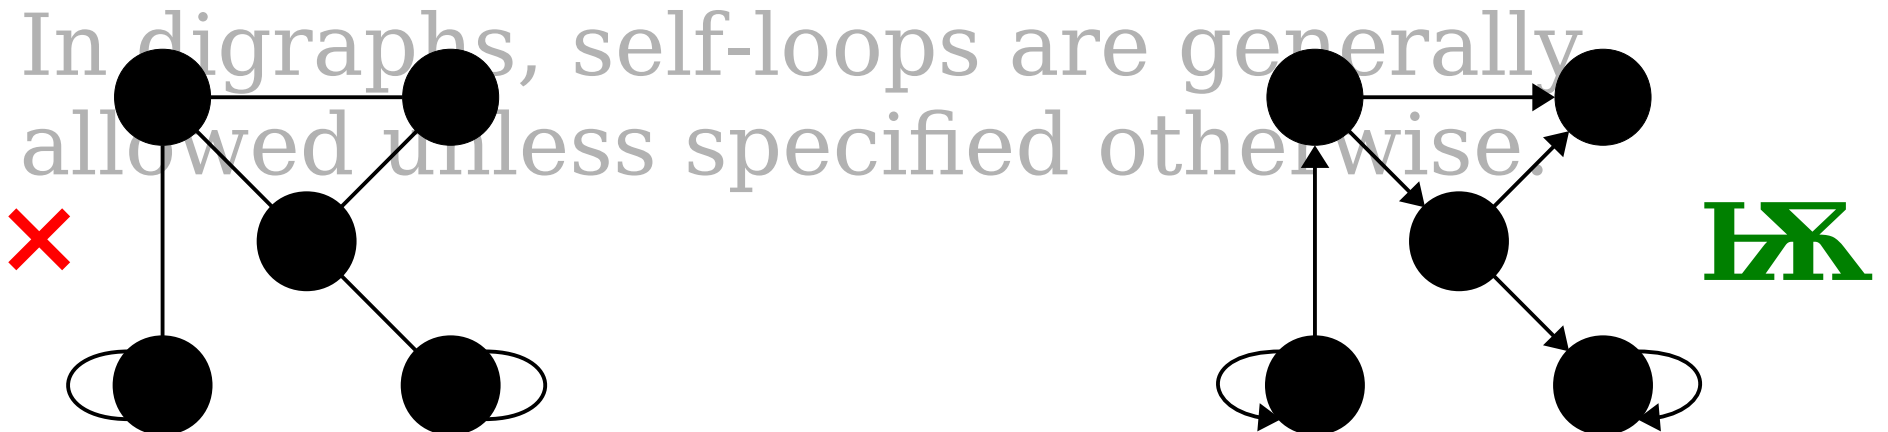 In digraphs, self-loops are generally
allowed unless specified otherwise.
× Ѭ